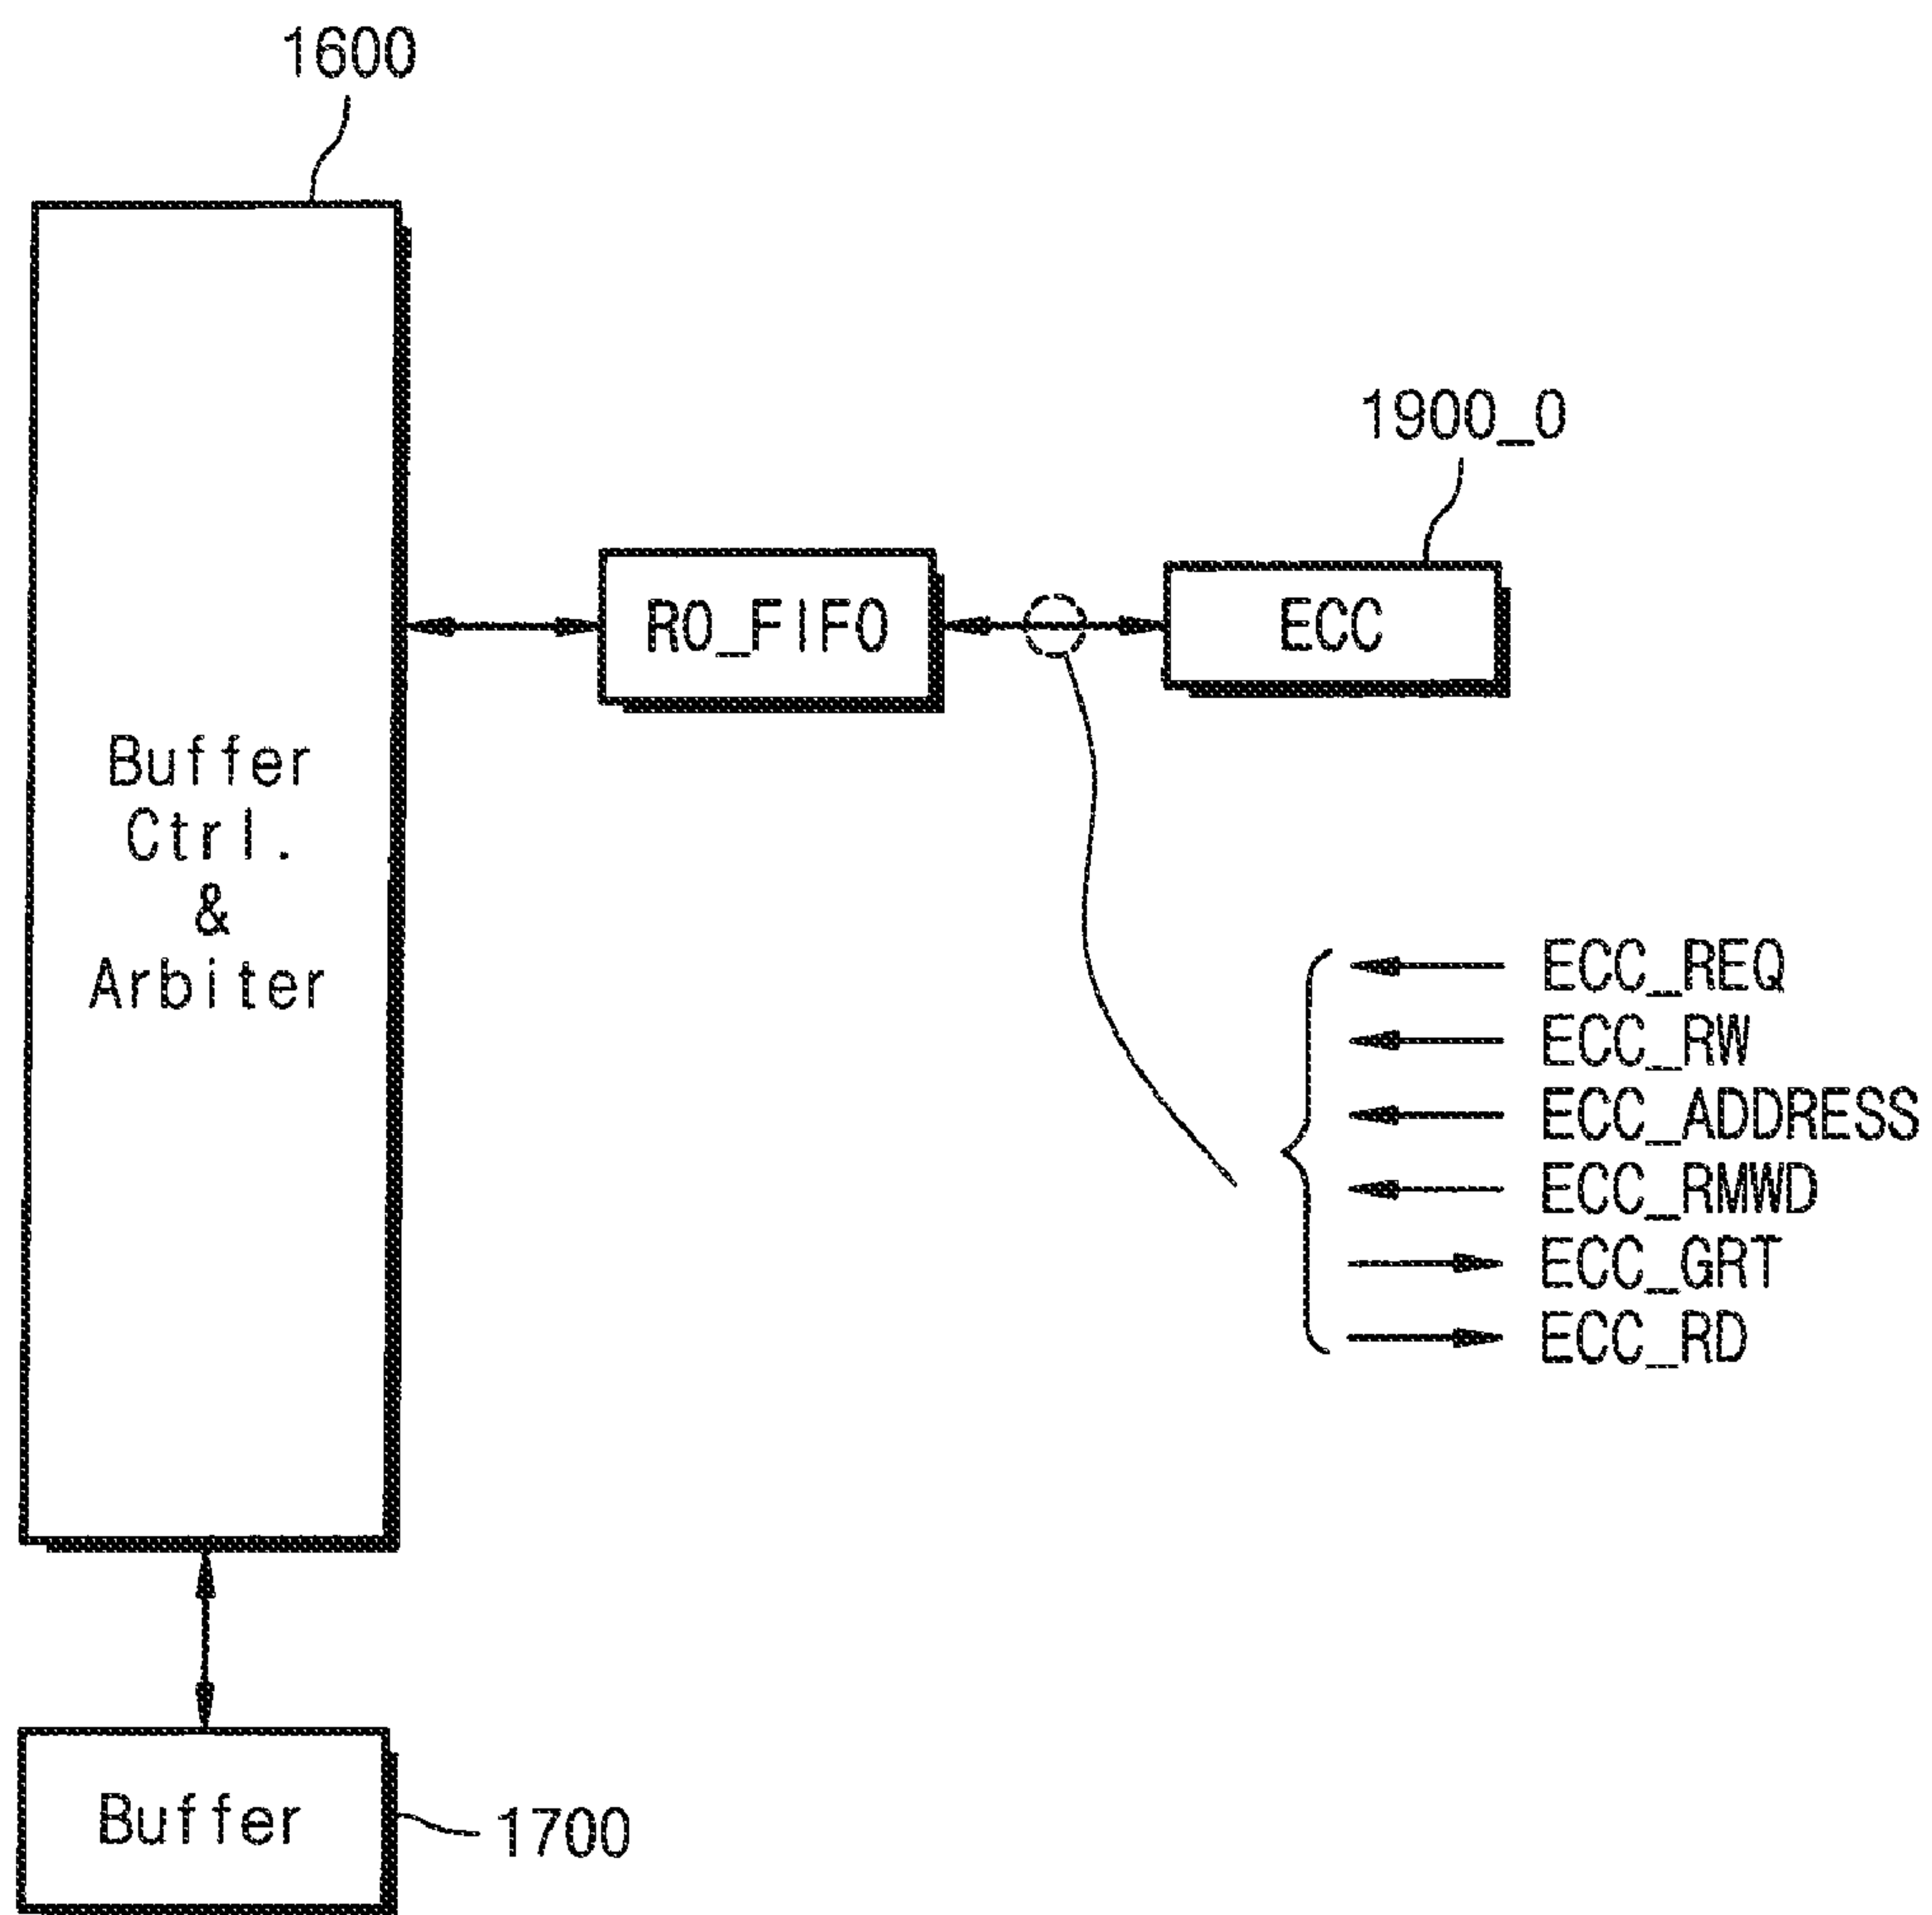 1600
1900_0
R0_FIFO
ECC
Buffer
Ctrl.
&
Arbiter
ECC_REQ
ECC_RW
ECC_ADDRESS
ECC_RMWD
ECC_GRT
ECC_RD
Buffer
1700